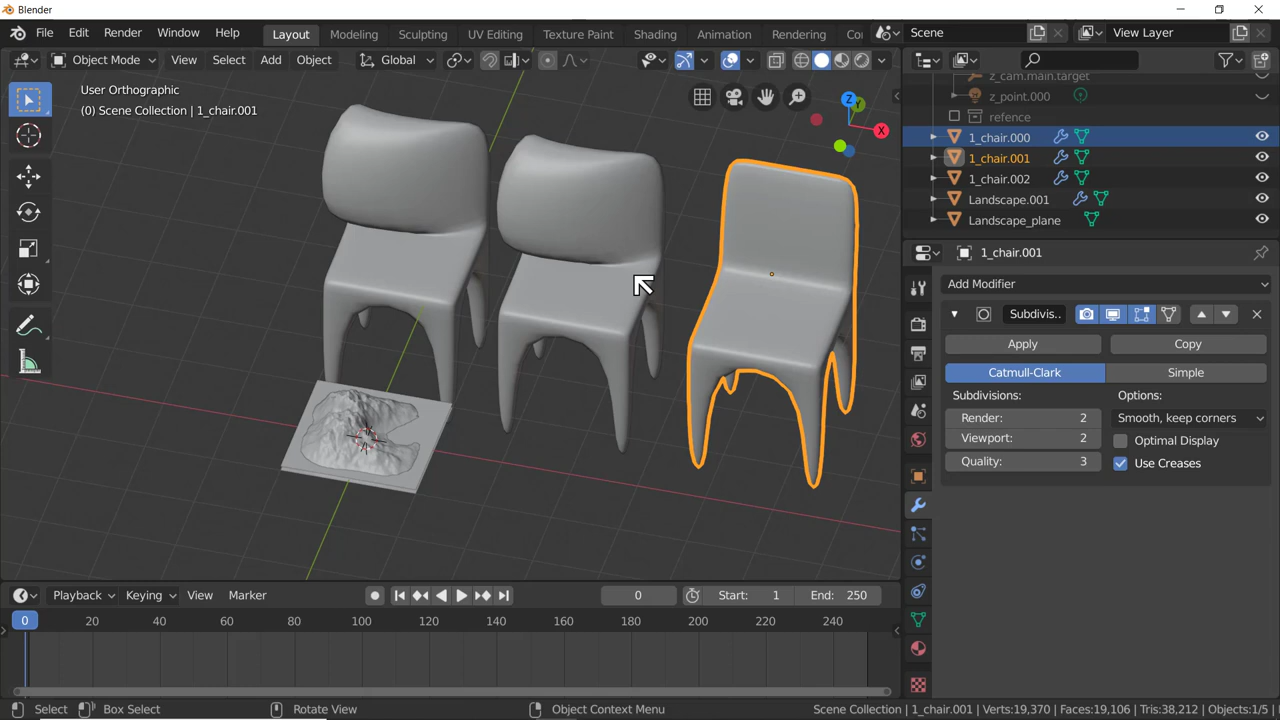 Blender
File Edit Render Window Help Layout Modeling Sculpting UV Editing Texture Paint Shading Animation Co Scene View Layer
Object Mode View Select Add Object Global
User Orthographic
(0) Scene Collection | 1_chair.001
Z
Y
X
z_cam.main.target
z_point.000
refence
1_chair.000
1_chair.001
1_chair.002
Landscape.001
Landscape_plane
1_chair.001
Add Modifier
Subdivis..
Apply Copy
Catmull-Clark Simple
Subdivisions: Options:
Render: 2 Smooth, keep corners
Viewport: 2 Optimal Display
Quality: 3 Use Creases
Playback Keying View Marker 0 Start: 1 End: 250
0 20 40 60 80 100 120 140 160 180 200 220 240
Select Box Select Rotate View Object Context Menu Scene Collection | 1_chair.001 | Verts:19,370 | Faces:19,106 | Tris:38,212 | Objects:1/5 |